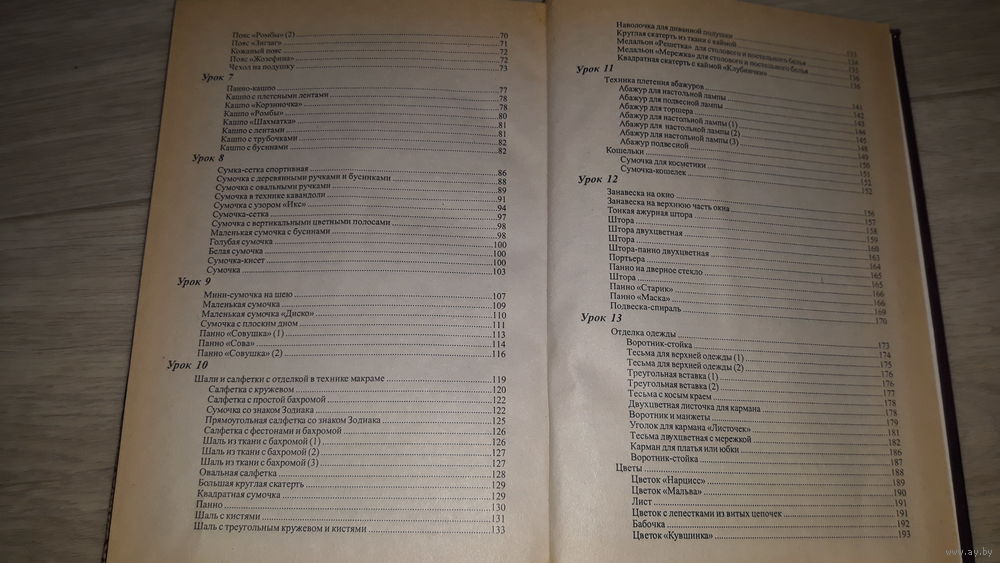 Пояс «Ромбы» (2) 70
Пояс «Зигзаг» 71
Кожаный пояс 72
Пояс «Жозефина» 72
Чехол на подушку 73
Урок 7
Панно-кашпо 77
Кашпо с плетеными лентами 78
Кашпо «Корзиночка» 78
Кашпо «Ромбы» 80
Кашпо «Шахматка» 81
Кашпо с лентами 81
Кашпо с трубочками 82
Кашпо с бусинами 82
Урок 8
Сумка-сетка спортивная 86
Сумочка с деревянными ручками и бусинками 88
Сумочка с овальными ручками 89
Сумочка в технике кавандоли 91
Сумочка с узором «Икс» 94
Сумочка-сетка 97
Сумочка с вертикальными цветными полосами 98
Маленькая сумочка с бусинами 98
Голубая сумочка 100
Белая сумочка 100
Сумочка-кисет 100
Сумочка 103
Урок 9
Мини-сумочка на шею 107
Маленькая сумочка 109
Маленькая сумочка «Диско» 110
Сумочка с плоским дном 111
Панно «Совушка» (1) 113
Панно «Сова» 114
Панно «Совушка» (2) 116
Урок 10
Шали и салфетки с отделкой в технике макраме 119
Салфетка с кружевом 120
Салфетка с простой бахромой 122
Сумочка со знаком Зодиака 122
Прямоугольная салфетка со знаком Зодиака 125
Салфетка с фестонами и бахромой 126
Шаль из ткани с бахромой (1) 126
Шаль из ткани с бахромой (2) 127
Шаль из ткани с бахромой (3) 127
Овальная салфетка 128
Большая круглая скатерть 129
Квадратная сумочка 129
Панно 130
Шаль с кистями 131
Шаль с треугольным кружевом и кистями 133
Наволочка для диванной подушки 133
Круглая скатерть из ткани с каймой 134
Медальон «Решетка» для столового и постельного белья 135
Медальон «Мережка» для столового и постельного белья 136
Квадратная скатерть с каймой «Клубнички» 136
Урок 11
Техника плетения абажуров 141
Абажур для настольной лампы 142
Абажур для подвесной лампы 143
Абажур для торшера 144
Абажур для настольной лампы (1) 145
Абажур для настольной лампы (2) 148
Абажур для настольной лампы (3) 149
Абажур подвесной 150
Кошельки 151
Сумочка для косметики 152
Сумочка-кошелек 152
Урок 12
Занавеска на окно 156
Занавеска на верхнюю часть окна 157
Тонкая ажурная штора 158
Штора 159
Штора двухцветная 160
Штора 163
Штора-панно двухцветная 164
Портьера 165
Панно на дверное стекло 165
Штора 166
Панно «Старик» 166
Панно «Маска» 169
Подвеска-спираль 170
Урок 13
Отделка одежды 173
Воротник-стойка 174
Тесьма для верхней одежды (1) 175
Тесьма для верхней одежды (2) 176
Треугольная вставка (1) 176
Треугольная вставка (2) 177
Тесьма с косым краем 178
Двухцветная листочка для кармана 178
Воротник и манжеты 179
Уголок для кармана «Листочек» 181
Тесьма двухцветная с мережкой 182
Карман для платья или юбки 186
Воротник-стойка 187
Цветы 188
Цветок «Нарцисс» 189
Цветок «Мальва» 190
Лист 191
Цветок с лепестками из витых цепочек 191
Бабочка 192
Цветок «Кувшинка» 193
www.ay.by